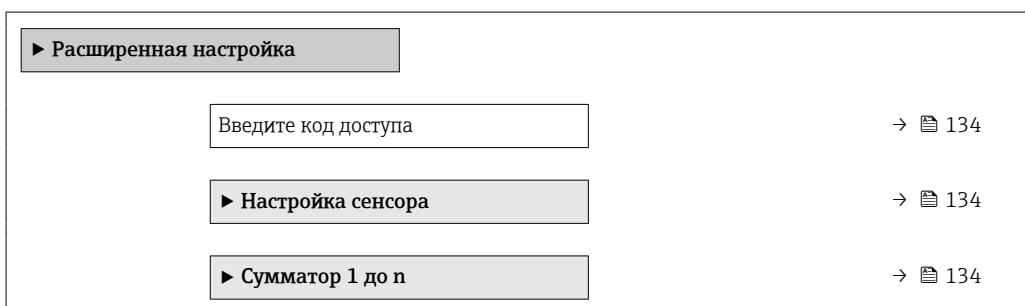 ▶ Расширенная настройка
Введите код доступа → 134
▶ Настройка сенсора → 134
▶ Сумматор 1 до n → 134